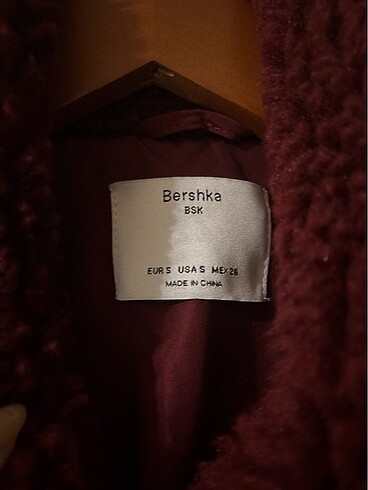 Bershka
BSK
EUR S USA S MEX 26
MADE IN CHINA